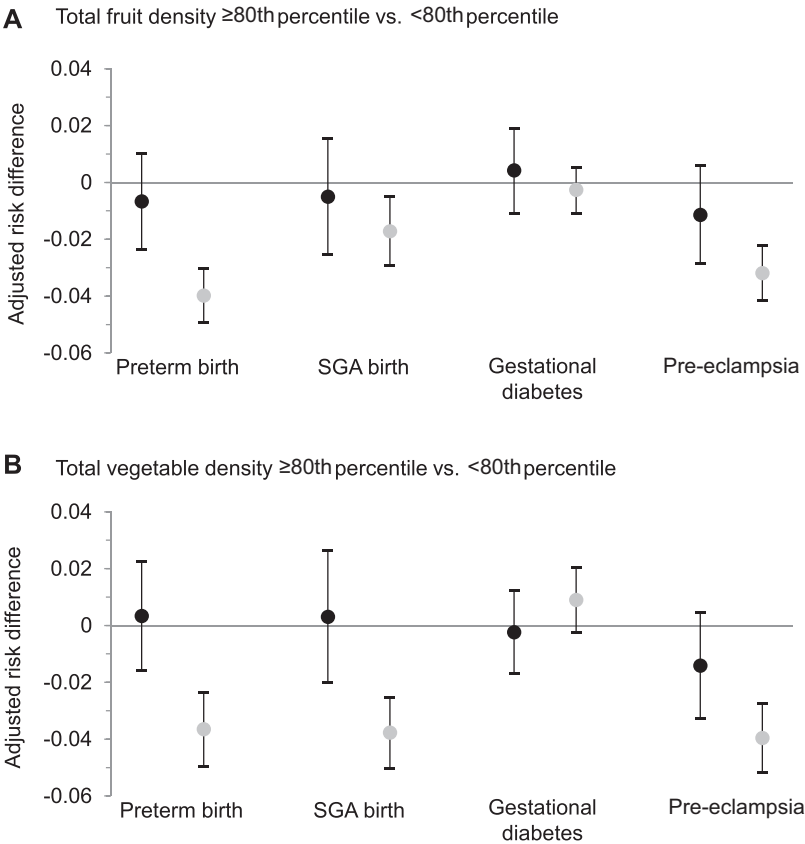 A Total fruit density ≥80th percentile vs. <80th percentile
Adjusted risk difference
0.04
0.02
0
-0.02
-0.04
-0.06
Preterm birth SGA birth Gestational diabetes Pre-eclampsia
B Total vegetable density ≥80th percentile vs. <80th percentile
Adjusted risk difference
0.04
0.02
0
-0.02
-0.04
-0.06
Preterm birth SGA birth Gestational diabetes Pre-eclampsia